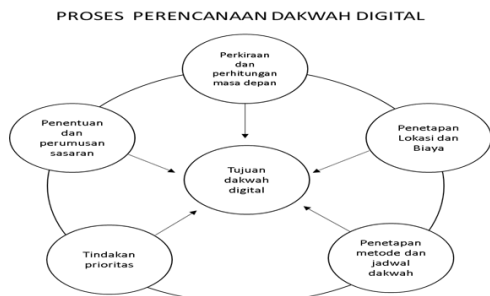 PROSES PERENCANAAN DAKWAH DIGITAL
Perkiraan
dan
perhitungan
masa depan
Penentuan
dan
perumusan
sasaran
Penetapan
Lokasi dan
Biaya
Tujuan
dakwah
digital
Tindakan
prioritas
Penetapan
metode dan
jadwal
dakwah